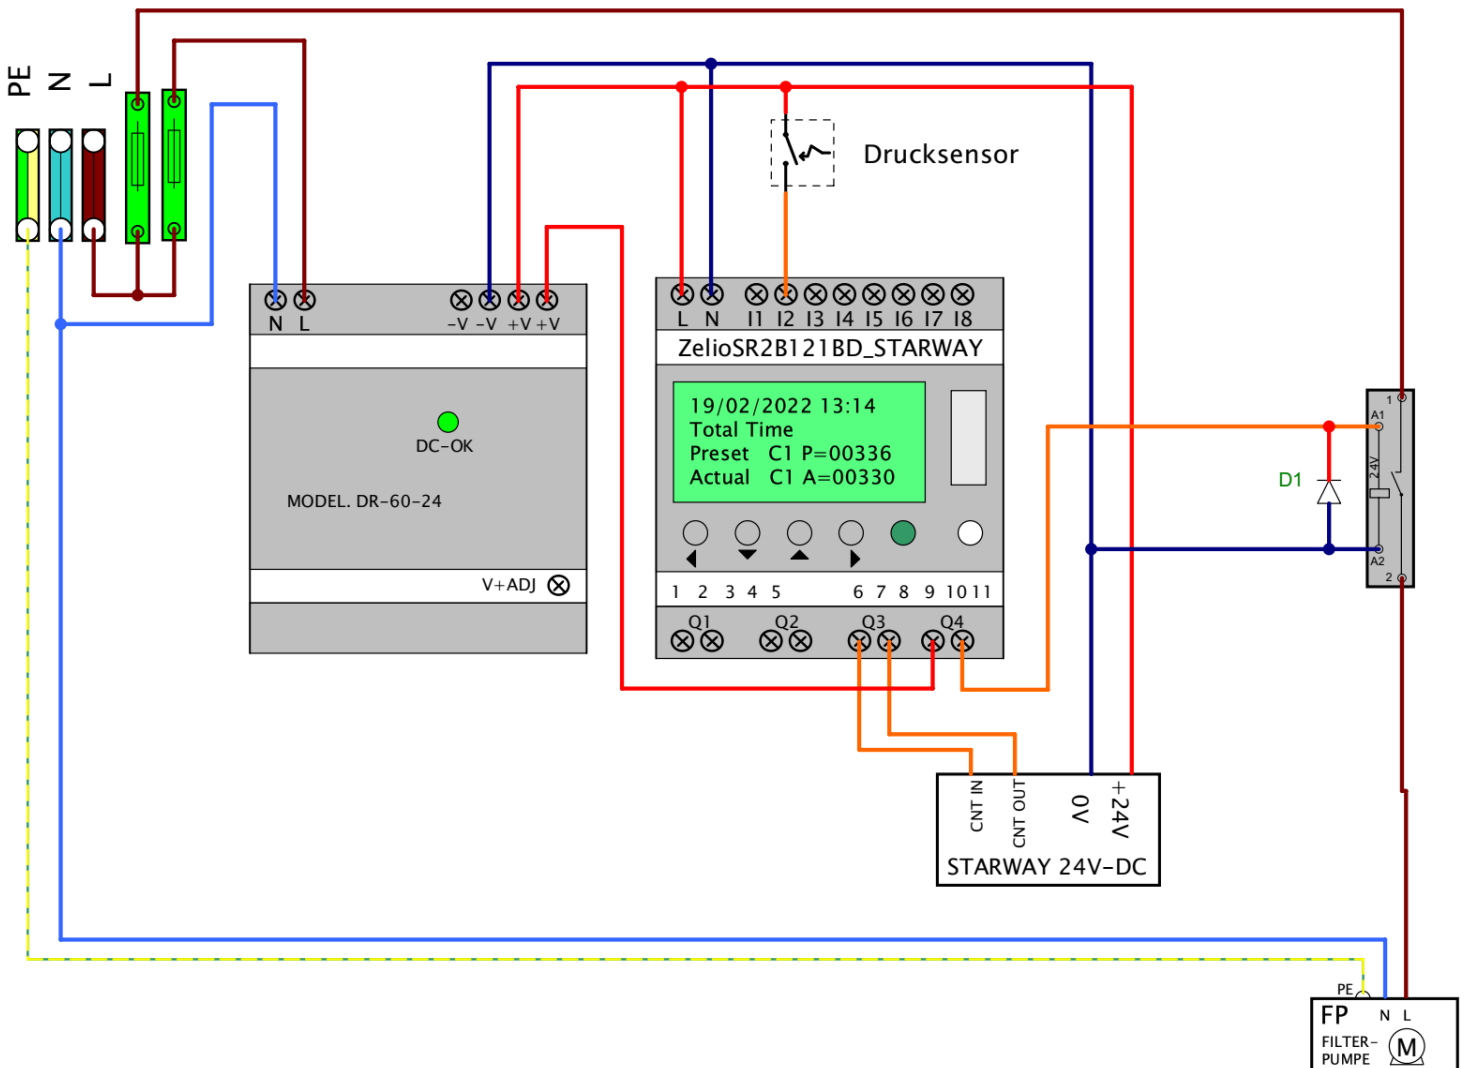 PE N L
Drucksensor
N L -V -V +V +V
L N I1 I2 I3 I4 I5 I6 I7 I8
ZelioSR2B121BD_STARWAY
19/02/2022 13:14
Total Time
Preset C1 P=00336
Actual C1 A=00330
DC-OK
MODEL. DR-60-24
V+ADJ
1 2 3 4 5 6 7 8 9 10 11
Q1 Q2 Q3 Q4
1
A1
24V
D1
A2
2
CNT IN CNT OUT 0V +24V
STARWAY 24V-DC
PE
FP N L
FILTER-
PUMPE M